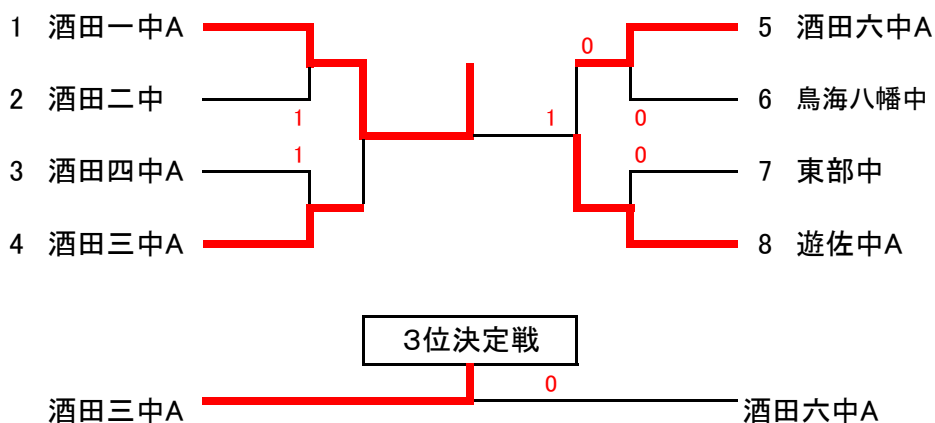 1 酒田一中A
5 酒田六中A
0
2 酒田二中
6 鳥海八幡中
1
1
0
1
0
3 酒田四中A
7 東部中
4 酒田三中A
8 遊佐中A
3位決定戦
0
酒田三中A
酒田六中A